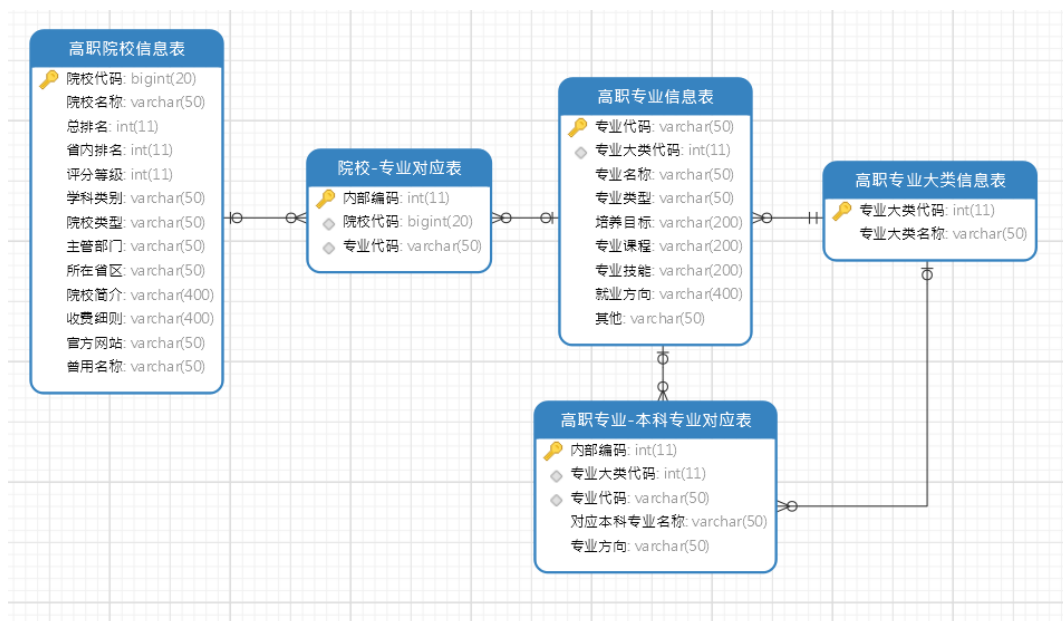 高职院校信息表
院校代码: bigint(20)
院校名称: varchar(50)
总排名: int(11)
省内排名: int(11)
评分等级: int(11)
学科类别: varchar(50)
院校类型: varchar(50)
主管部门: varchar(50)
所在省区: varchar(50)
院校简介: varchar(400)
收费细则: varchar(400)
官方网站: varchar(50)
曾用名称: varchar(50)
院校-专业对应表
内部编码: int(11)
院校代码: bigint(20)
专业代码: varchar(50)
高职专业信息表
专业代码: varchar(50)
专业大类代码: int(11)
专业名称: varchar(50)
专业类型: varchar(50)
培养目标: varchar(200)
专业课程: varchar(200)
专业技能: varchar(200)
就业方向: varchar(400)
其他: varchar(50)
高职专业大类信息表
专业大类代码: int(11)
专业大类名称: varchar(50)
高职专业-本科专业对应表
内部编码: int(11)
专业大类代码: int(11)
专业代码: varchar(50)
对应本科专业名称: varchar(50)
专业方向: varchar(50)